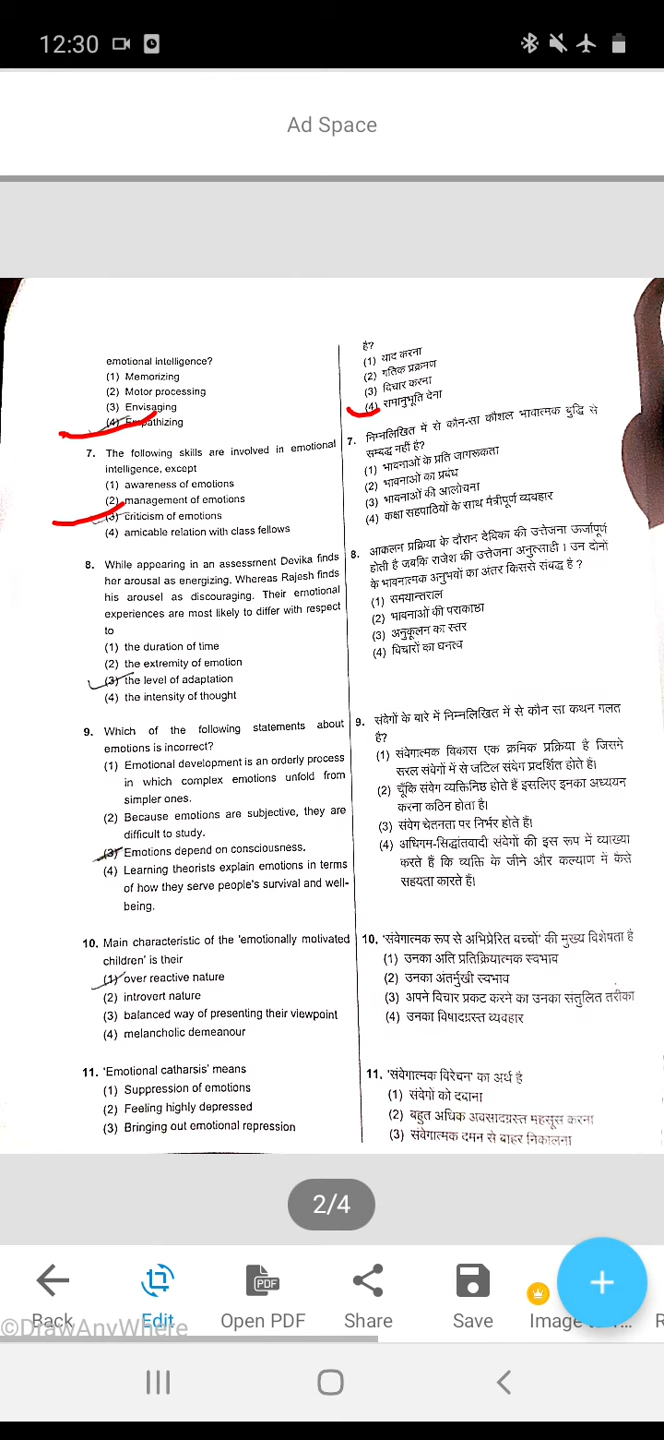 12:30
Ad Space
emotional intelligence?
(1) Memorizing
(2) Motor processing
(3) Envisaging
(4) Empathizing
7. The following skills are involved in emotional
intelligence, except
(1) awareness of emotions
(2) management of emotions
(3) criticism of emotions
(4) amicable relation with class fellows
8. While appearing in an assessment Devika finds
her arousal as energizing. Whereas Rajesh finds
his arousel as discouraging. Their emotional
experiences are most likely to differ with respect
to
(1) the duration of time
(2) the extremity of emotion
(3) the level of adaptation
(4) the intensity of thought
9. Which of the following statements about
emotions is incorrect?
(1) Emotional development is an orderly process
in which complex emotions unfold from
simpler ones.
(2) Because emotions are subjective, they are
difficult to study.
(3) Emotions depend on consciousness.
(4) Learning theorists explain emotions in terms
of how they serve people's survival and well-
being.
10. Main characteristic of the 'emotionally motivated
children' is their
(1) over reactive nature
(2) introvert nature
(3) balanced way of presenting their viewpoint
(4) melancholic demeanour
11. 'Emotional catharsis' means
(1) Suppression of emotions
(2) Feeling highly depressed
(3) Bringing out emotional repression
है?
(1) याद करना
(2) गतिक प्रक्रमण
(3) विचार करना
(4) समानुभूति देना
7. निम्नलिखित में से कौन-सा कौशल भावात्मक बुद्धि से
सम्बद्ध नहीं है?
(1) भावनाओं के प्रति जागरूकता
(2) भावनाओं का प्रबंध
(3) भावनाओं की आलोचना
(4) कक्षा सहपाठियों के साथ मैत्रीपूर्ण व्यवहार
8. आकलन प्रक्रिया के दौरान देविका की उत्तेजना ऊर्जापूर्ण
होती है जबकि राजेश की उत्तेजना अनुत्साही। उन दोनों
के भावनात्मक अनुभवों का अंतर किससे संबद्ध है ?
(1) समयान्तराल
(2) भावनाओं की पराकाष्ठा
(3) अनुकूलन का स्तर
(4) विचारों का घनत्व
9. संवेगों के बारे में निम्नलिखित में से कौन सा कथन गलत
है?
(1) संवेगात्मक विकास एक क्रमिक प्रक्रिया है जिसमे
सरल संवेगों में से जटिल संवेग प्रदर्शित होते हैं।
(2) चूँकि संवेग व्यक्तिनिष्ठ होते हैं इसलिए इनका अध्ययन
करना कठिन होता है।
(3) संवेग चेतनता पर निर्भर होते हैं।
(4) अधिगम-सिद्धांतवादी संवेगों की इस रूप में व्याख्या
करते हैं कि व्यक्ति के जीने और कल्याण में कैसे
सहयता कारते हैं।
10. 'संवेगात्मक रूप से अभिप्रेरित बच्चों' की मुख्य विशेषता है
(1) उनका अति प्रतिक्रियात्मक स्वभाव
(2) उनका अंतर्मुखी स्वभाव
(3) अपने विचार प्रकट करने का उनका संतुलित तरीका
(4) उनका विषादग्रस्त व्यवहार
11. 'संवेगात्मक विरेचन' का अर्थ है
(1) संवेगो को दबाना
(2) बहुत अधिक अवसादग्रस्त महसूस करना
(3) संवेगात्मक दमन से बाहर निकालना
2/4
PDF
Back Edit Open PDF Share Save Image
©DrawAnyWhere